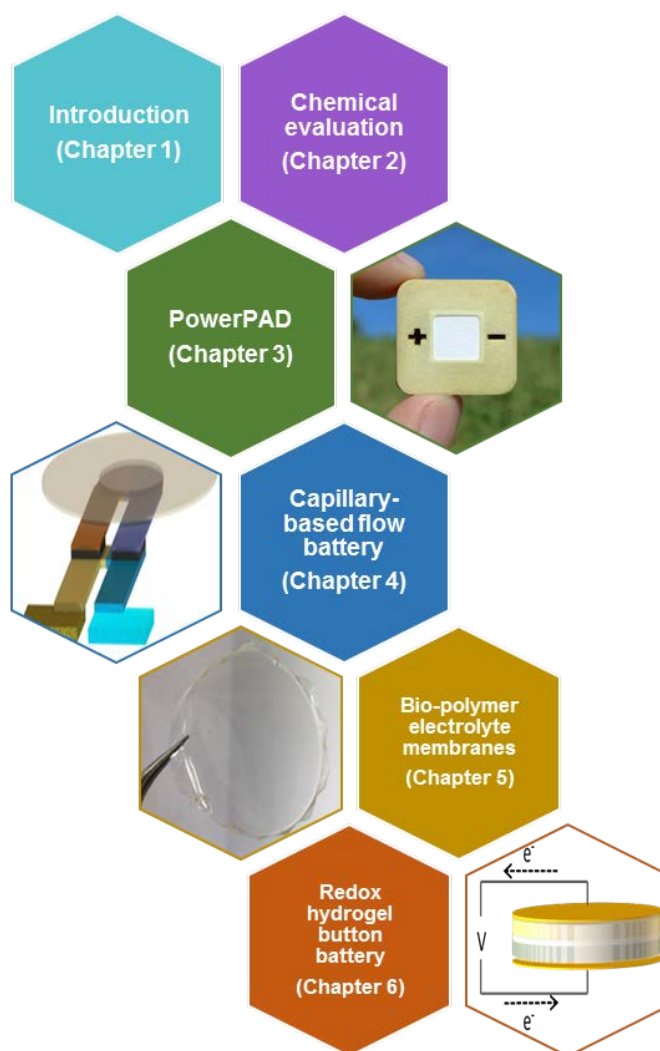 Introduction
(Chapter 1)
Chemical
evaluation
(Chapter 2)
PowerPAD
(Chapter 3)
+ −
Capillary-
based flow
battery
(Chapter 4)
Bio-polymer
electrolyte
membranes
(Chapter 5)
Redox
hydrogel
button
battery
(Chapter 6)
e-
V
e-